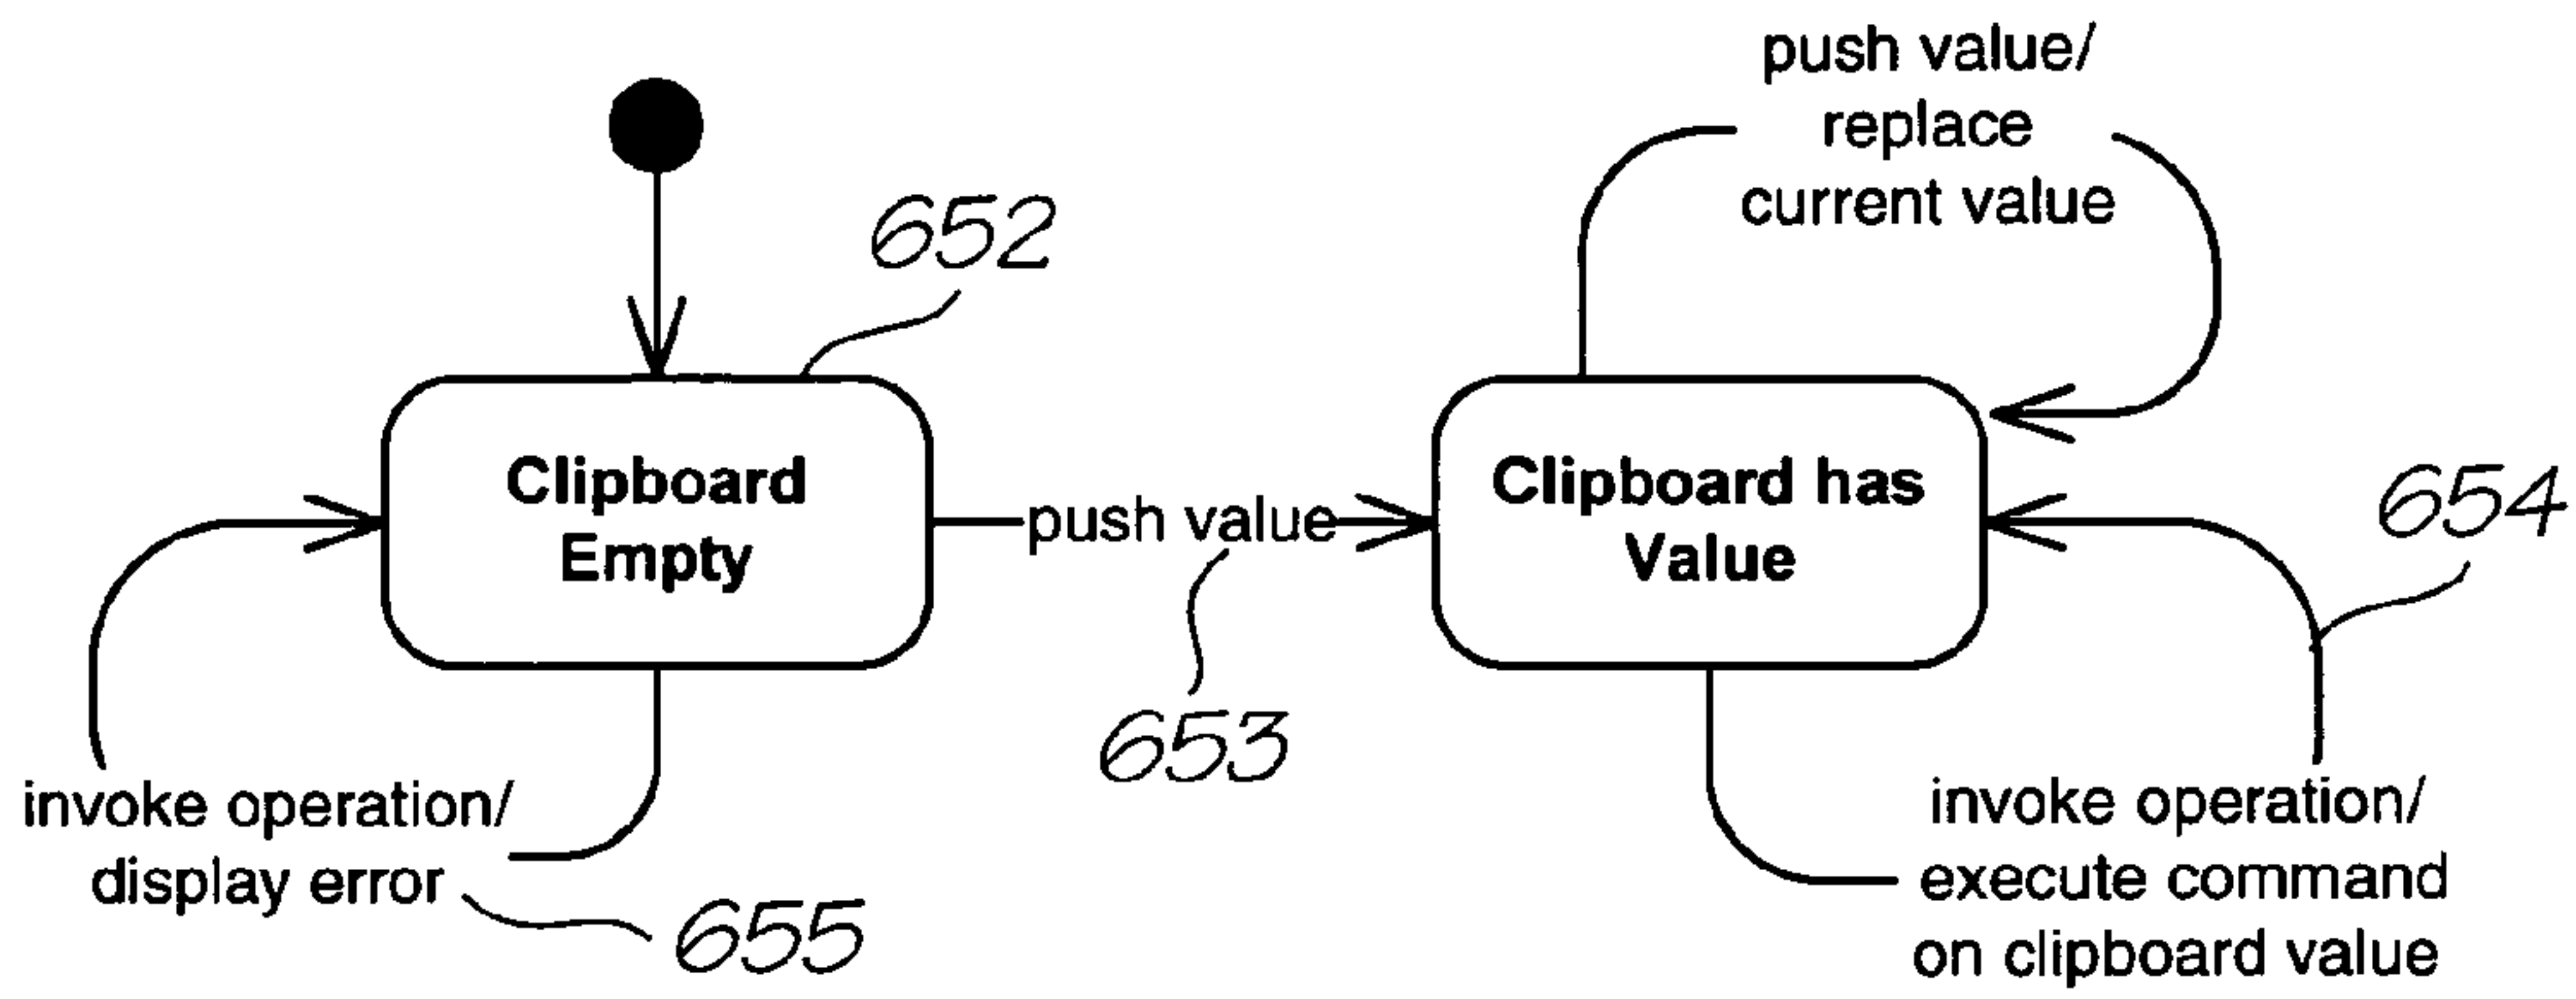 push value/
replace
current value
652
Clipboard
Empty
push value
653
Clipboard has
Value
654
invoke operation/
display error
655
invoke operation/
execute command
on clipboard value